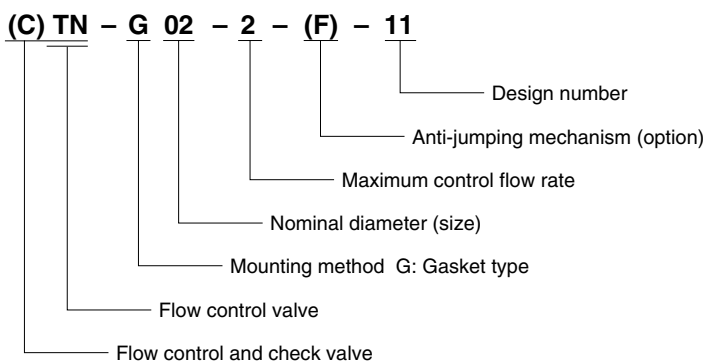 (C) TN – G 02 – 2 – (F) – 11
Design number
Anti-jumping mechanism (option)
Maximum control flow rate
Nominal diameter (size)
Mounting method G: Gasket type
Flow control valve
Flow control and check valve